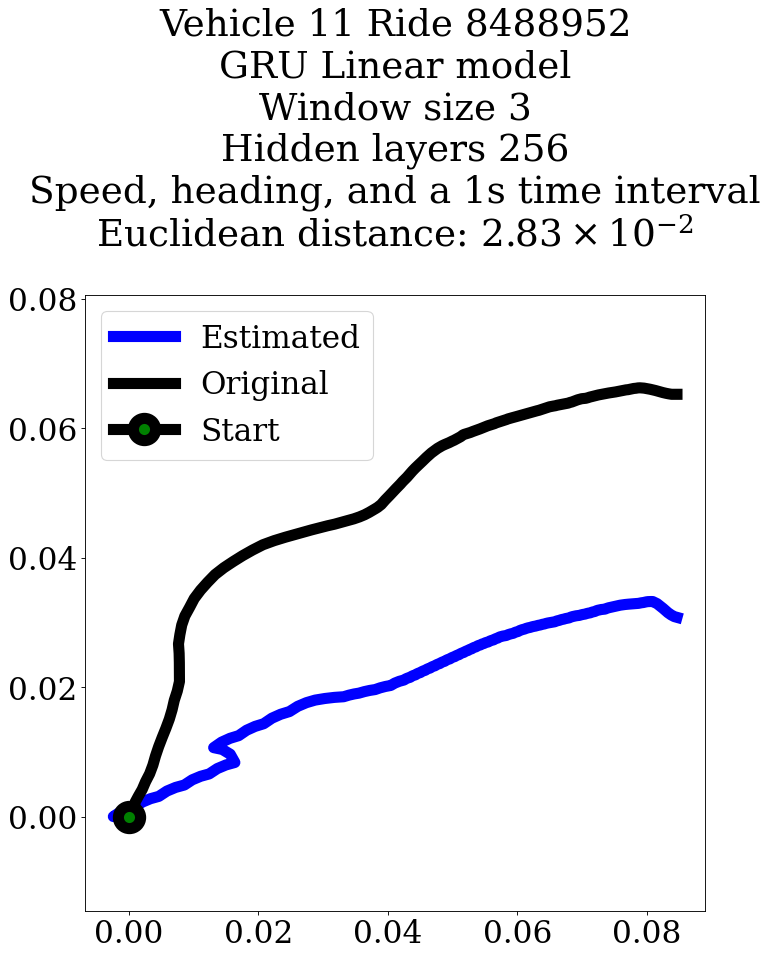 Vehicle 11 Ride 8488952
GRU Linear model
Window size 3
Hidden layers 256
Speed, heading, and a 1s time interval
Euclidean distance: 2.83 × 10⁻²
0.08
0.06
0.04
0.02
0.00
Estimated
Original
Start
0.00 0.02 0.04 0.06 0.08